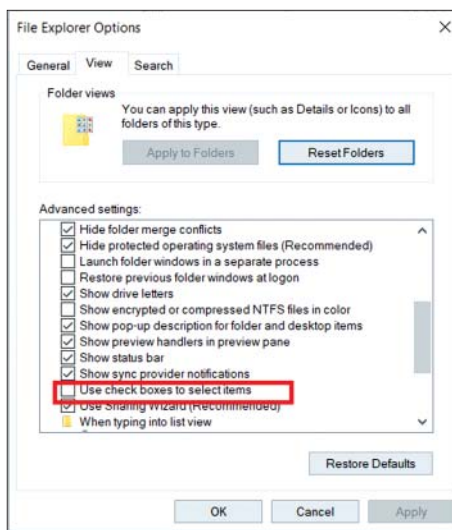 File Explorer Options
General View Search
Folder views
You can apply this view (such as Details or Icons) to all
folders of this type.
Apply to Folders Reset Folders
Advanced settings:
Hide folder merge conflicts
Hide protected operating system files (Recommended)
Launch folder windows in a separate process
Restore previous folder windows at logon
Show drive letters
Show encrypted or compressed NTFS files in color
Show pop-up description for folder and desktop items
Show preview handlers in preview pane
Show status bar
Show sync provider notifications
Use check boxes to select items
Use Sharing Wizard (Recommended)
When typing into list view
Restore Defaults
OK Cancel Apply